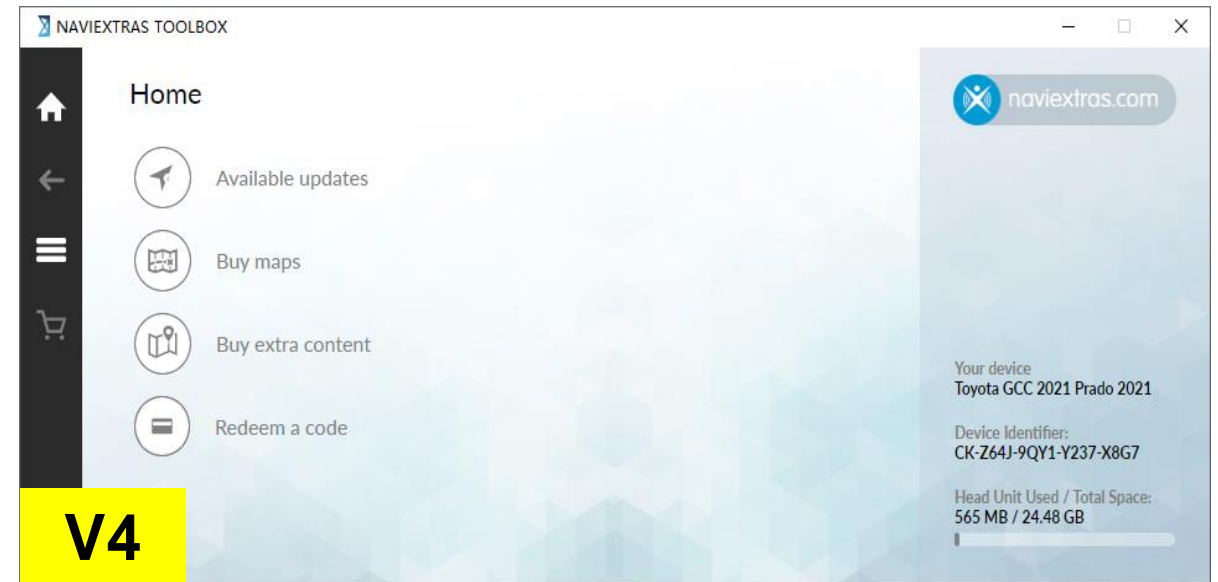 NAVIEXTRAS TOOLBOX
Home
naviextras.com
Available updates
Buy maps
Buy extra content
Redeem a code
Your device
Toyota GCC 2021 Prado 2021
Device Identifier:
CK-Z64J-9QY1-Y237-X8G7
Head Unit Used / Total Space:
565 MB / 24.48 GB
V4